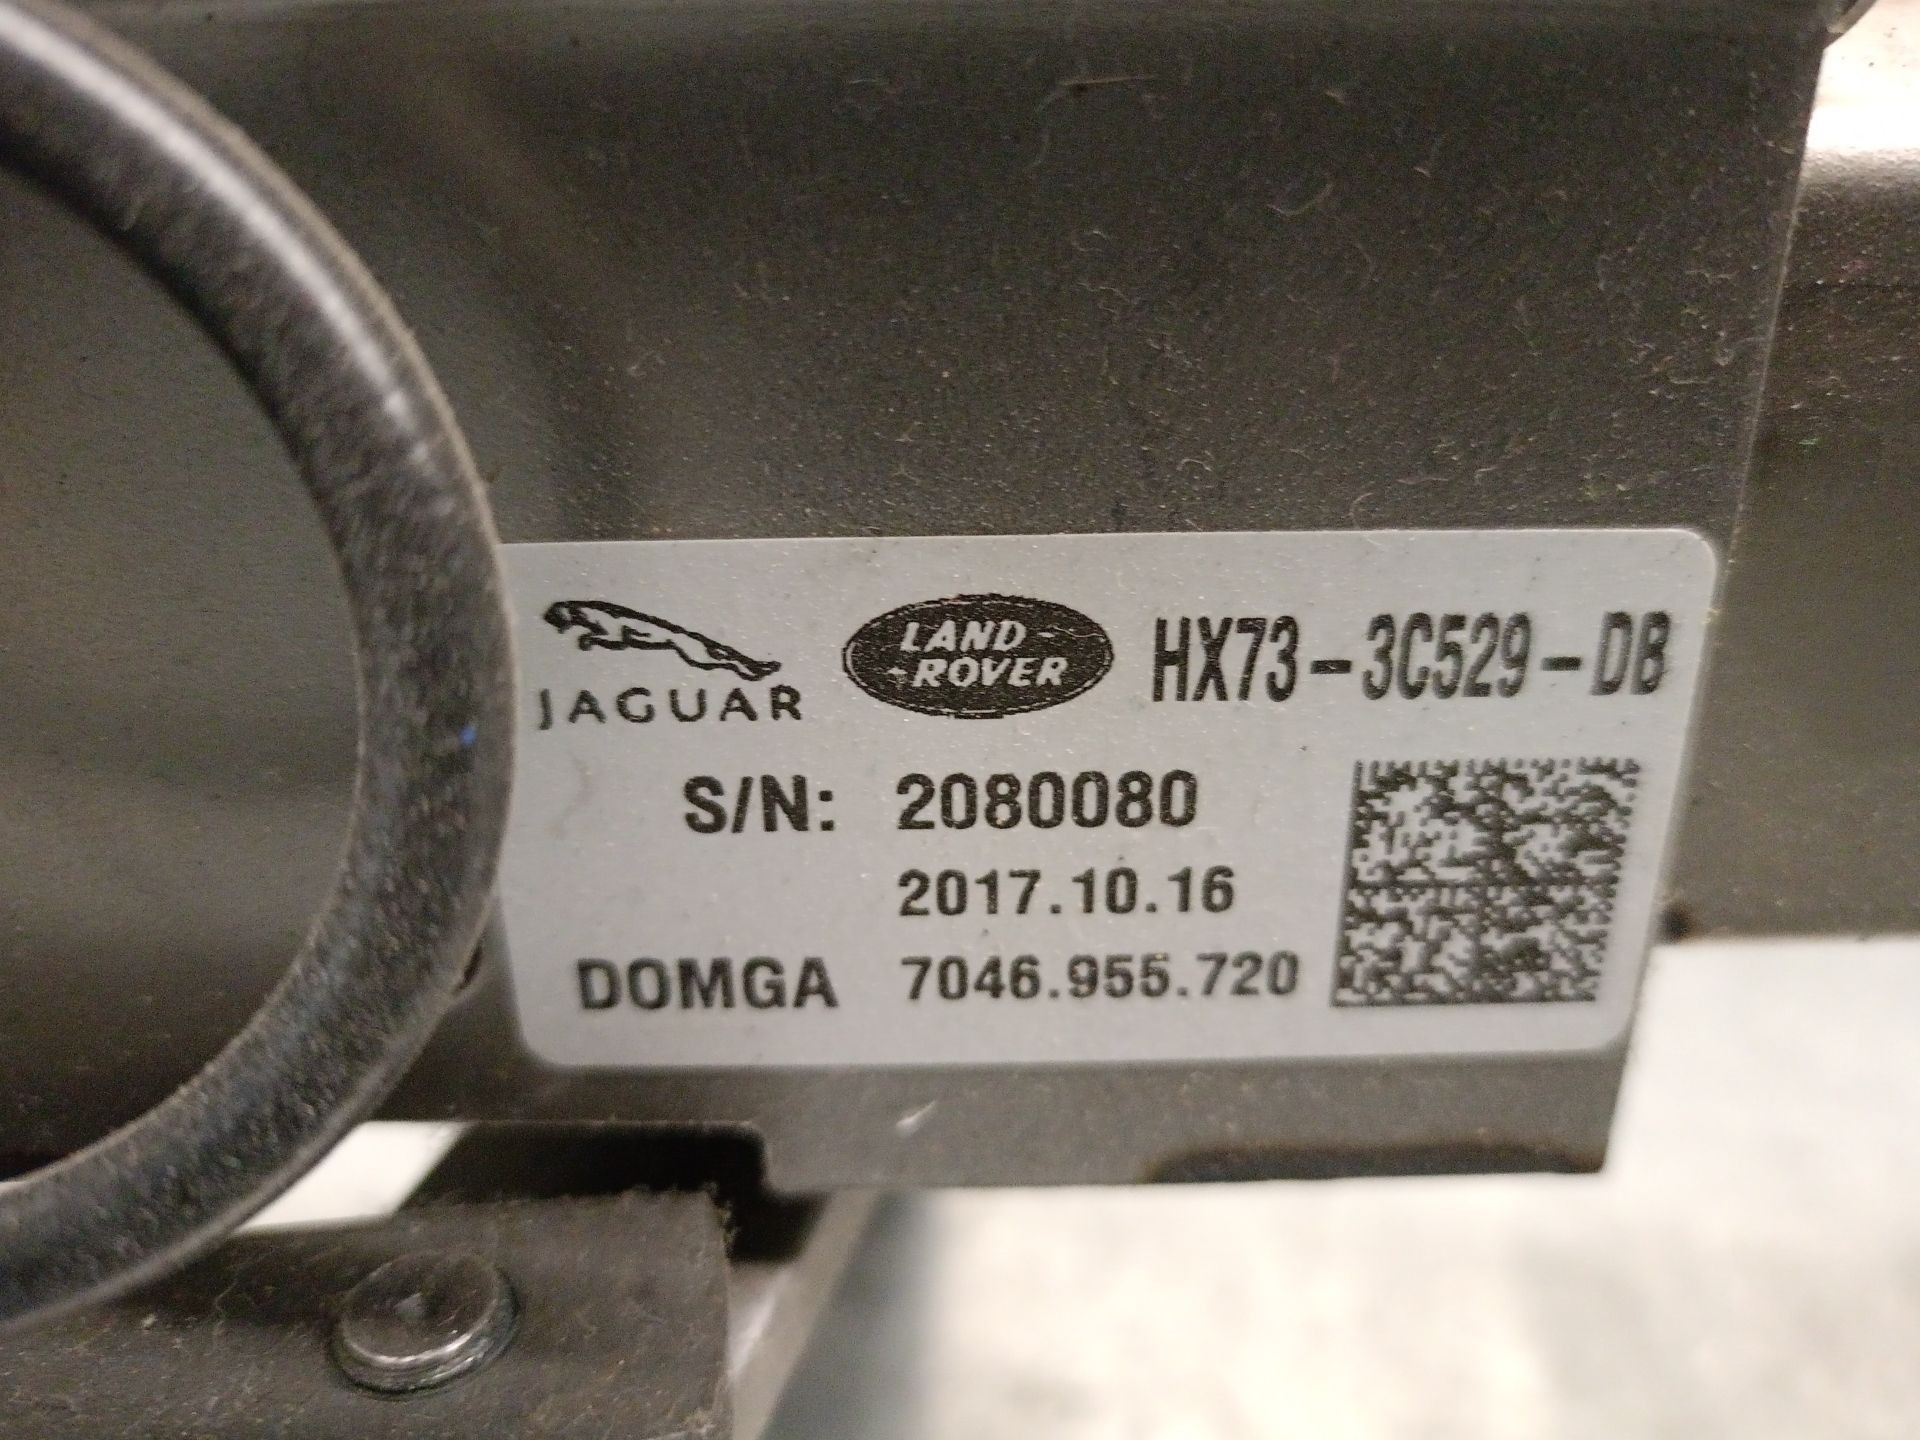 JAGUAR
LAND-
-ROVER
HX73-3C529-DB
S/N: 2080080
2017.10.16
DOMGA 7046.955.720